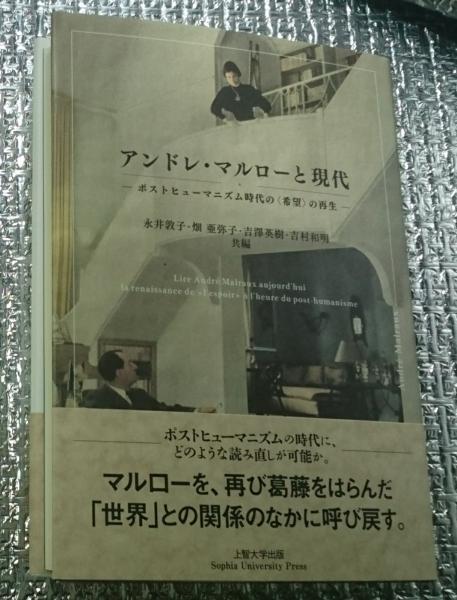 アンドレ・マルローと現代
―ポストヒューマニズム時代の〈希望〉の再生―
永井敦子・畑 亜弥子・吉澤英樹・吉村和明
共編
Lire André Malraux aujourd'hui
la renaissance de «l'espoir» à l'heure du post-humanisme
André Malraux
ポストヒューマニズムの時代に、
どのような読み直しが可能か。
マルローを、再び葛藤をはらんだ
「世界」との関係のなかに呼び戻す。
上智大学出版
Sophia University Press